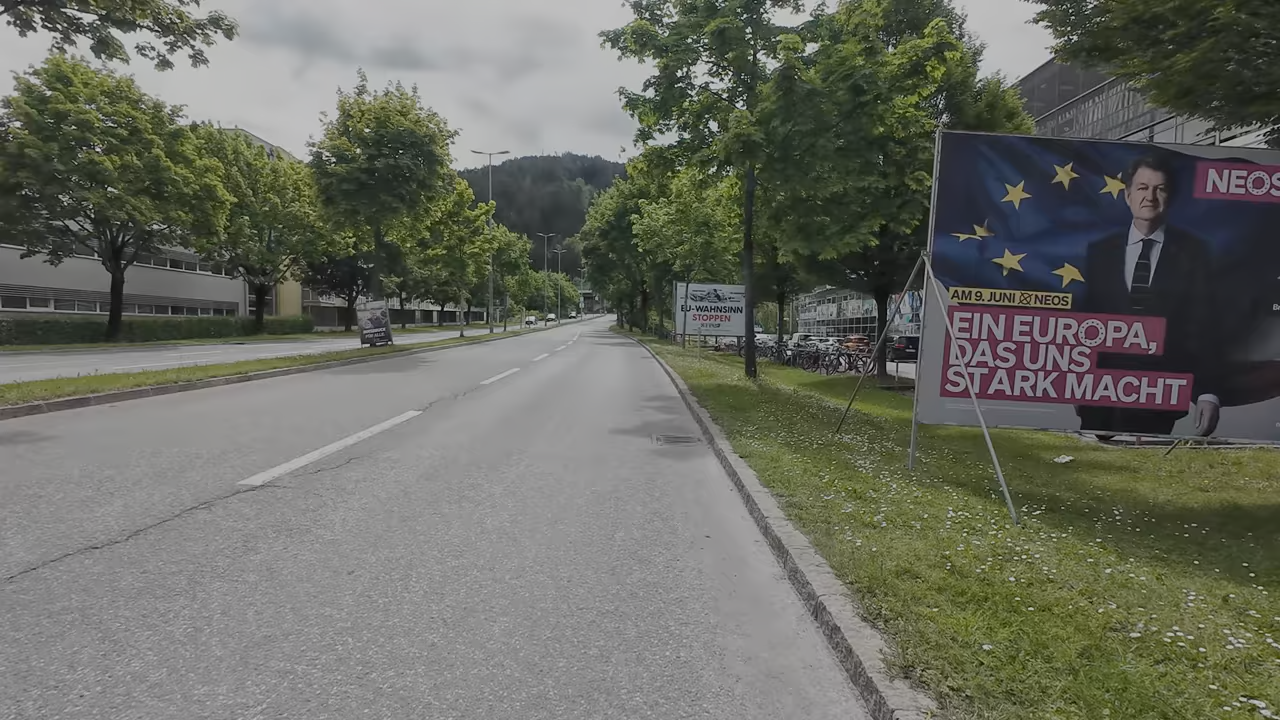 NEOS
AM 9. JUNI NEOS
EIN EUROPA,
DAS UNS
STARK MACHT
EU-WAHNSINN
STOPPEN